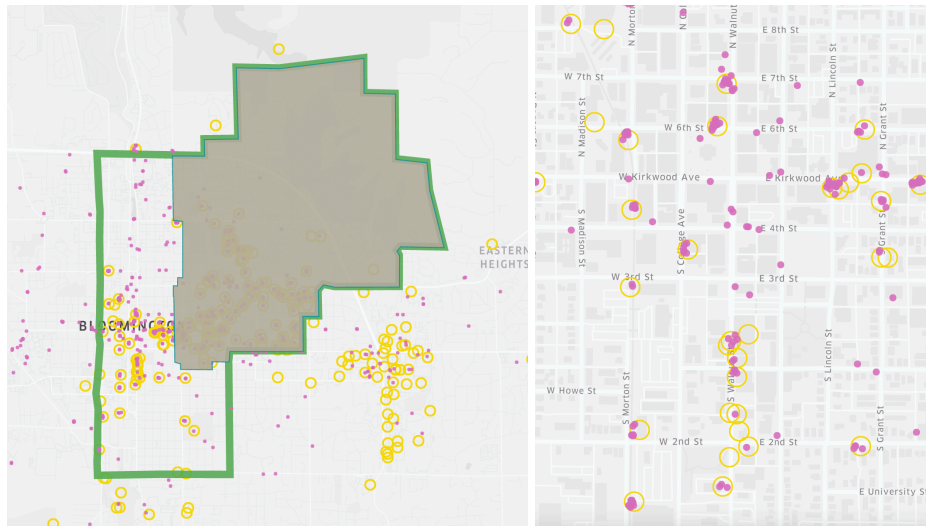 BLOOMINGTO
EASTERN
HEIGHTS
N Morton
N Walnut
E 8th St
W 7th St
E 7th St
N Lincoln St
N Madison St
W 6th St
E 6th St
N Grant St
W Kirkwood Ave
E Kirkwood Ave
S Madison St
S College Ave
E 4th St
S Grant St
W 3rd St
E 3rd St
S Lincoln St
S Morton St
S Wal
W Howe St
S Grant St
W 2nd St
E 2nd St
E University S